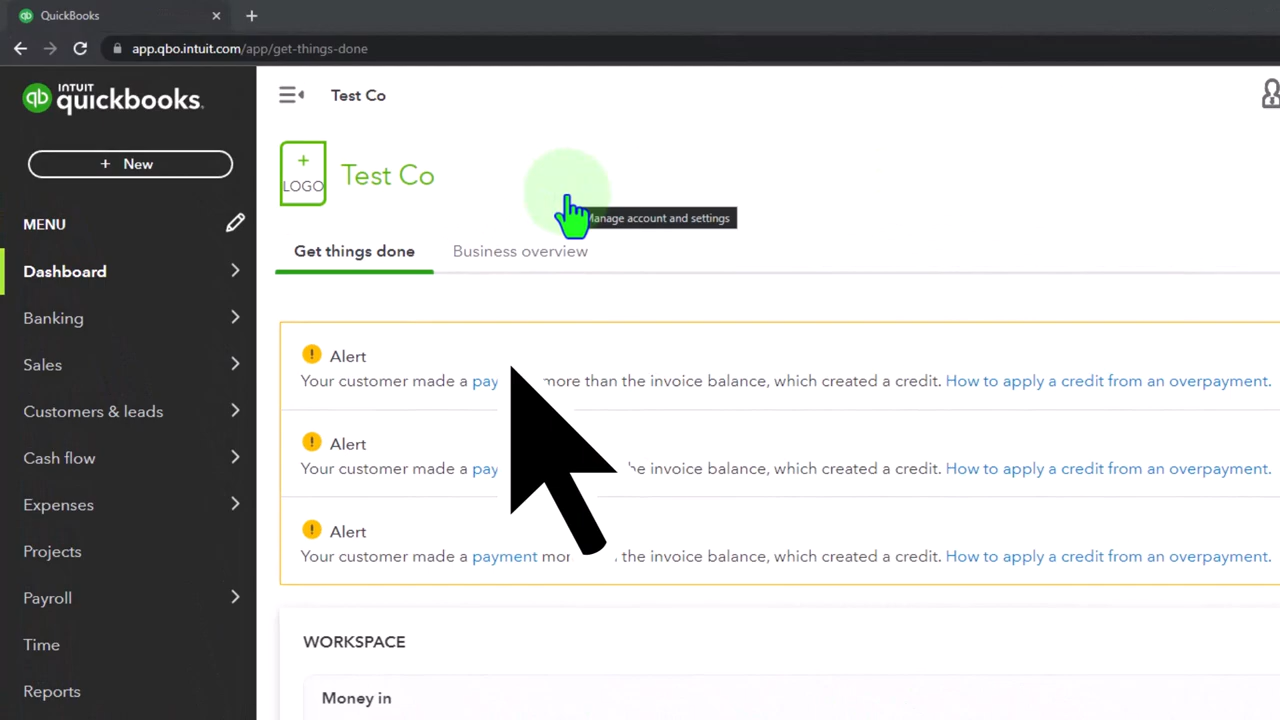 QuickBooks
app.qbo.intuit.com/app/get-things-done
INTUIT
quickbooks.
+ New
MENU
Dashboard
Banking
Sales
Customers & leads
Cash flow
Expenses
Projects
Payroll
Time
Reports
Test Co
+
LOGO
Test Co
Manage account and settings
Get things done
Business overview
Alert
Your customer made a pay more than the invoice balance, which created a credit. How to apply a credit from an overpayment.
Alert
Your customer made a pay the invoice balance, which created a credit. How to apply a credit from an overpayment.
Alert
Your customer made a payment mor the invoice balance, which created a credit. How to apply a credit from an overpayment.
WORKSPACE
Money in